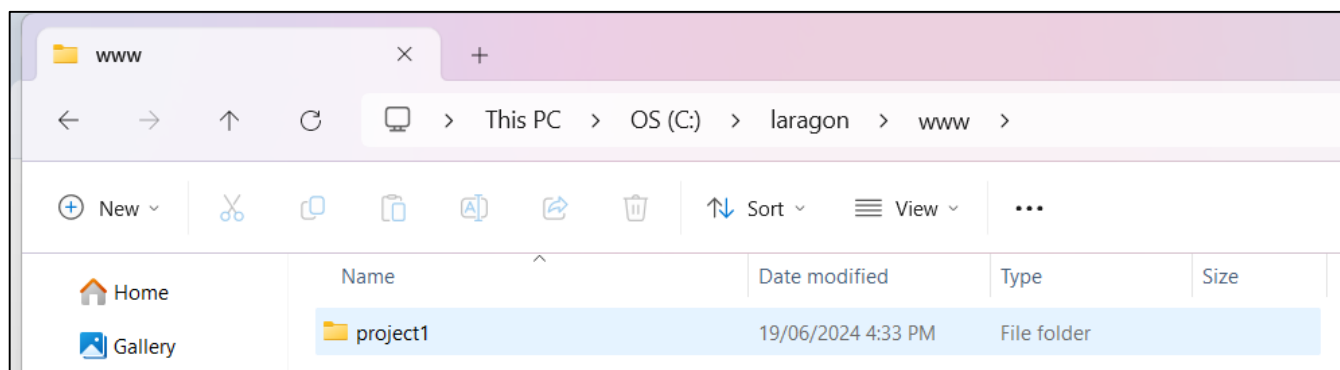 www
This PC > OS (C:) > laragon > www >
New Sort View
Name Date modified Type Size
Home
project1 19/06/2024 4:33 PM File folder
Gallery